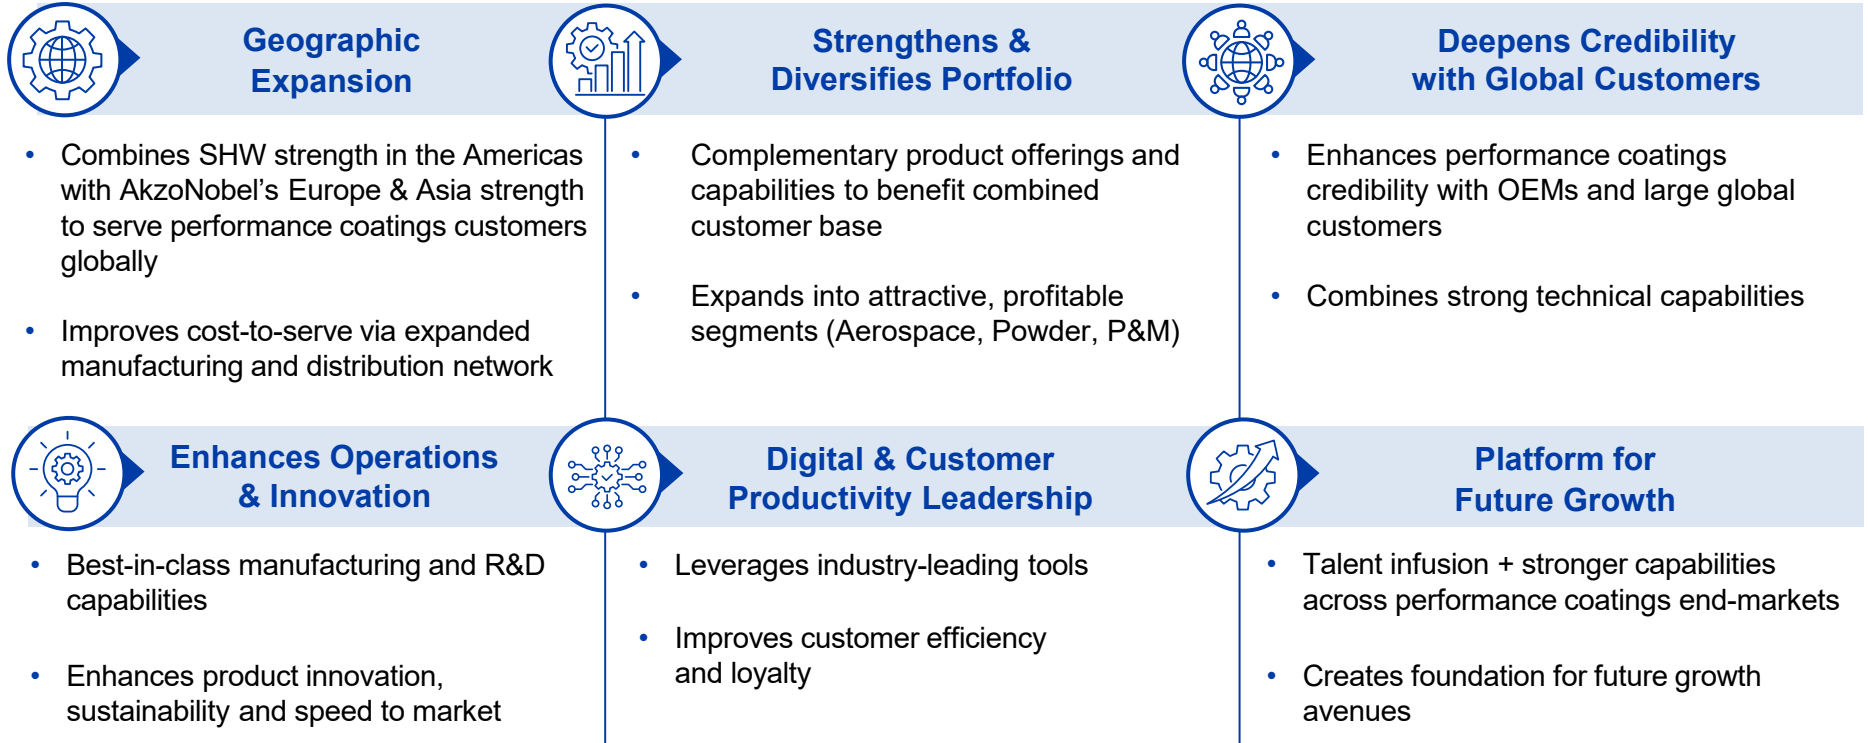 Geographic
Expansion
• Combines SHW strength in the Americas
with AkzoNobel’s Europe & Asia strength
to serve performance coatings customers
globally
• Improves cost-to-serve via expanded
manufacturing and distribution network
Strengthens &
Diversifies Portfolio
• Complementary product offerings and
capabilities to benefit combined
customer base
• Expands into attractive, profitable
segments (Aerospace, Powder, P&M)
Deepens Credibility
with Global Customers
• Enhances performance coatings
credibility with OEMs and large global
customers
• Combines strong technical capabilities
Enhances Operations
& Innovation
• Best-in-class manufacturing and R&D
capabilities
• Enhances product innovation,
sustainability and speed to market
Digital & Customer
Productivity Leadership
• Leverages industry-leading tools
• Improves customer efficiency
and loyalty
Platform for
Future Growth
• Talent infusion + stronger capabilities
across performance coatings end-markets
• Creates foundation for future growth
avenues